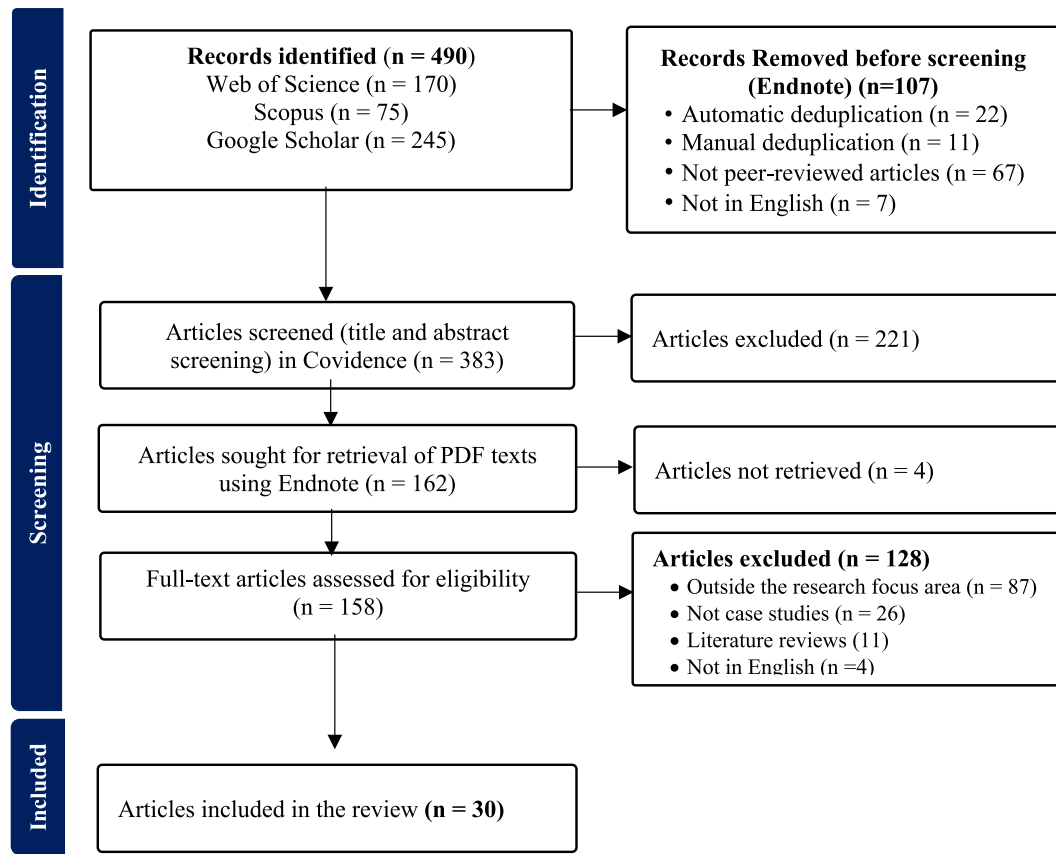 Identification
Records identified (n = 490)
Web of Science (n = 170)
Scopus (n = 75)
Google Scholar (n = 245)
Records Removed before screening
(Endnote) (n=107)
• Automatic deduplication (n = 22)
• Manual deduplication (n = 11)
• Not peer-reviewed articles (n = 67)
• Not in English (n = 7)
Screening
Articles screened (title and abstract
screening) in Covidence (n = 383)
Articles excluded (n = 221)
Articles sought for retrieval of PDF texts
using Endnote (n = 162)
Articles not retrieved (n = 4)
Full-text articles assessed for eligibility
(n = 158)
Articles excluded (n = 128)
• Outside the research focus area (n = 87)
• Not case studies (n = 26)
• Literature reviews (11)
• Not in English (n =4)
Included
Articles included in the review (n = 30)